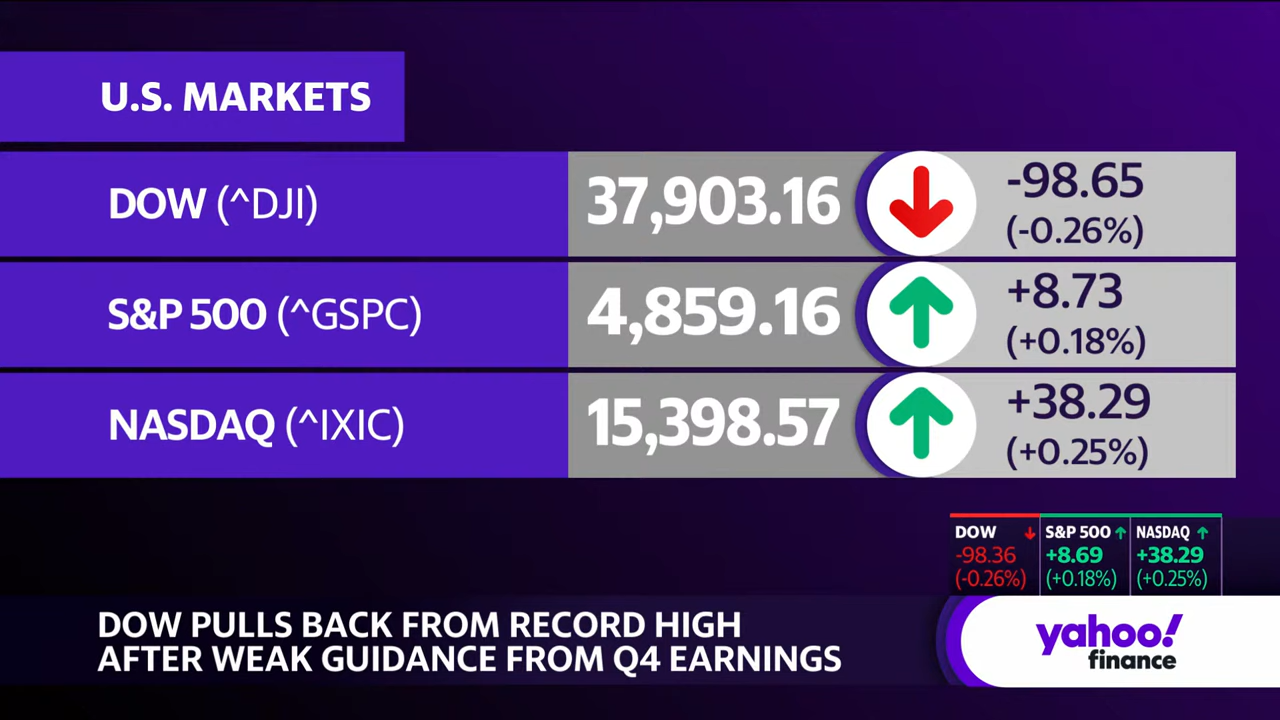 U.S. MARKETS
DOW (^DJI) 37,903.16 -98.65
(-0.26%)
S&P 500 (^GSPC) 4,859.16 +8.73
(+0.18%)
NASDAQ (^IXIC) 15,398.57 +38.29
(+0.25%)
DOW S&P 500 NASDAQ
-98.36 +8.69 +38.29
(-0.26%) (+0.18%) (+0.25%)
DOW PULLS BACK FROM RECORD HIGH
AFTER WEAK GUIDANCE FROM Q4 EARNINGS
yahoo!
finance